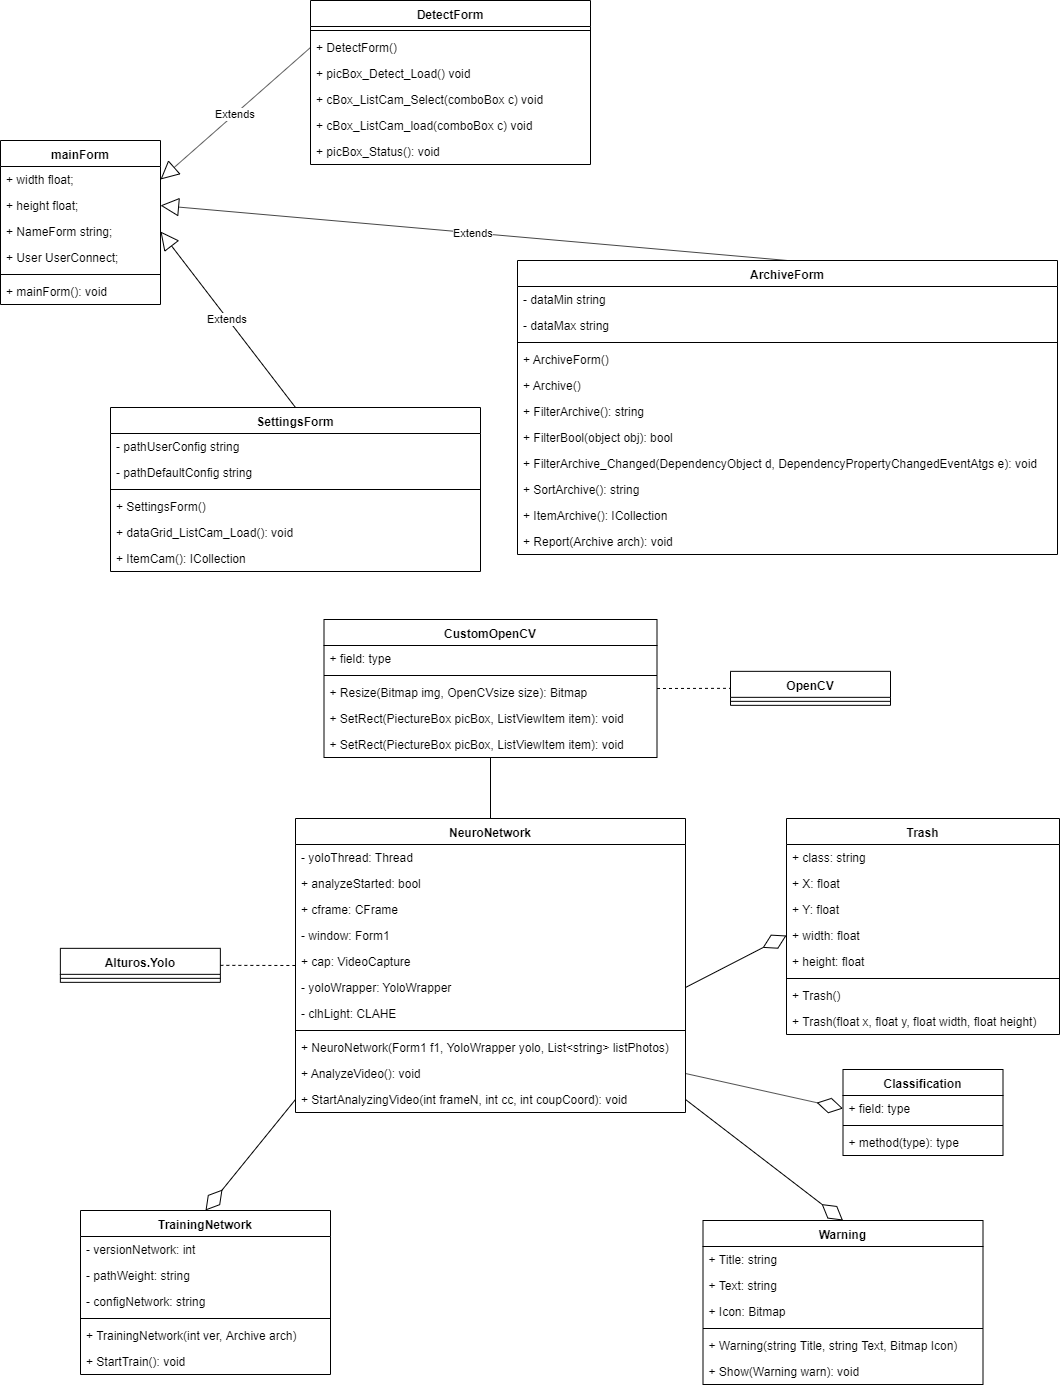 DetectForm
+ DetectForm()
+ picBox_Detect_Load() void
+ cBox_ListCam_Select(comboBox c) void
+ cBox_ListCam_load(comboBox c) void
+ picBox_Status(): void
Extends
mainForm
+ width float;
+ height float;
+ NameForm string;
+ User UserConnect;
+ mainForm(): void
Extends
Extends
ArchiveForm
- dataMin string
- dataMax string
+ ArchiveForm()
+ Archive()
+ FilterArchive(): string
+ FilterBool(object obj): bool
+ FilterArchive_Changed(DependencyObject d, DependencyPropertyChangedEventAtgs e): void
+ SortArchive(): string
+ ItemArchive(): ICollection
+ Report(Archive arch): void
SettingsForm
- pathUserConfig string
- pathDefaultConfig string
+ SettingsForm()
+ dataGrid_ListCam_Load(): void
+ ItemCam(): ICollection
CustomOpenCV
+ field: type
+ Resize(Bitmap img, OpenCVsize size): Bitmap
+ SetRect(PiectureBox picBox, ListViewItem item): void
+ SetRect(PiectureBox picBox, ListViewItem item): void
OpenCV
NeuroNetwork
- yoloThread: Thread
+ analyzeStarted: bool
+ cframe: CFrame
- window: Form1
+ cap: VideoCapture
- yoloWrapper: YoloWrapper
- clhLight: CLAHE
+ NeuroNetwork(Form1 f1, YoloWrapper yolo, List<string> listPhotos)
+ AnalyzeVideo(): void
+ StartAnalyzingVideo(int frameN, int cc, int coupCoord): void
Alturos.Yolo
Trash
+ class: string
+ X: float
+ Y: float
+ width: float
+ height: float
+ Trash()
+ Trash(float x, float y, float width, float height)
Classification
+ field: type
+ method(type): type
TrainingNetwork
- versionNetwork: int
- pathWeight: string
- configNetwork: string
+ TrainingNetwork(int ver, Archive arch)
+ StartTrain(): void
Warning
+ Title: string
+ Text: string
+ Icon: Bitmap
+ Warning(string Title, string Text, Bitmap Icon)
+ Show(Warning warn): void